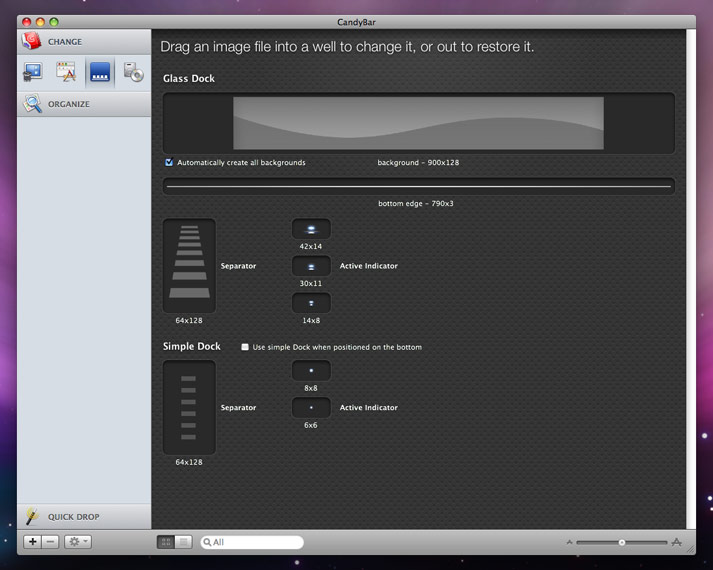 CandyBar
CHANGE
ORGANIZE
Drag an image file into a well to change it, or out to restore it.
Glass Dock
Automatically create all backgrounds
background - 900x128
bottom edge - 790x3
42x14
Separator
Active Indicator
30x11
64x128
14x8
Simple Dock
Use simple Dock when positioned on the bottom
8x8
Separator
Active Indicator
6x6
64x128
QUICK DROP
All